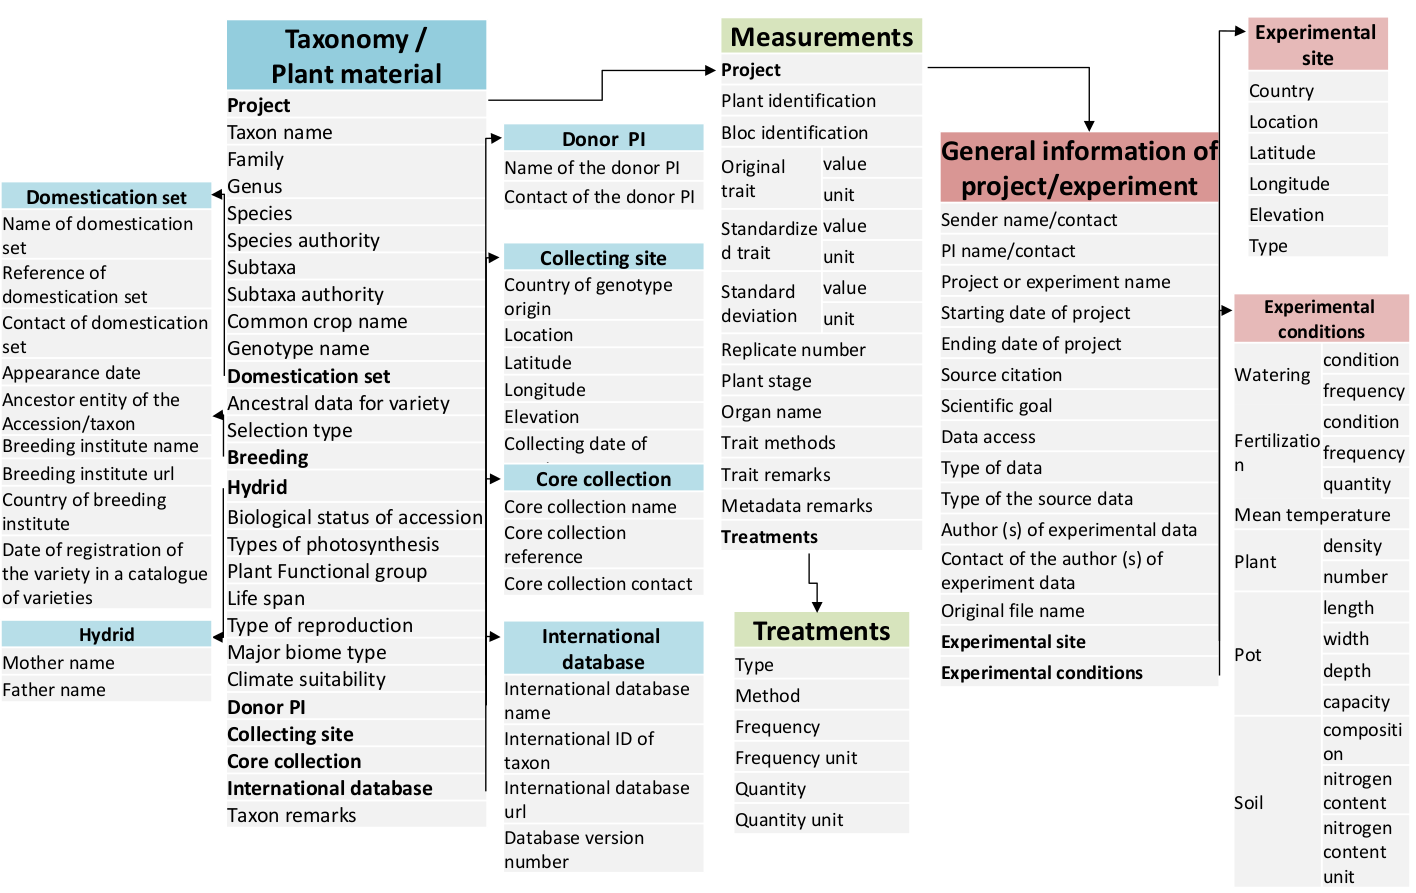 Domestication set
Name of domestication
set
Reference of
domestication set
Contact of domestication
set
Appearance date
Ancestor entity of the
Accession/taxon
Breeding institute name
Breeding institute url
Country of breeding
institute
Date of registration of
the variety in a catalogue
of varieties
Hydrid
Mother name
Father name
Taxonomy /
Plant material
Project
Taxon name
Family
Genus
Species
Species authority
Subtaxa
Subtaxa authority
Common crop name
Genotype name
Domestication set
Ancestral data for variety
Selection type
Breeding
Hydrid
Biological status of accession
Types of photosynthesis
Plant Functional group
Life span
Type of reproduction
Major biome type
Climate suitability
Donor PI
Collecting site
Core collection
International database
Taxon remarks
Donor PI
Name of the donor PI
Contact of the donor PI
Collecting site
Country of genotype
origin
Location
Latitude
Longitude
Elevation
Collecting date of
Core collection
Core collection name
Core collection
reference
Core collection contact
International
database
International database
name
International ID of
taxon
International database
url
Database version
number
Measurements
Project
Plant identification
Bloc identification
Original
trait
value
unit
Standardize
d trait
value
unit
Standard
deviation
value
unit
Replicate number
Plant stage
Organ name
Trait methods
Trait remarks
Metadata remarks
Treatments
Treatments
Type
Method
Frequency
Frequency unit
Quantity
Quantity unit
General information of
project/experiment
Sender name/contact
PI name/contact
Project or experiment name
Starting date of project
Ending date of project
Source citation
Scientific goal
Data access
Type of data
Type of the source data
Author (s) of experimental data
Contact of the author (s) of
experiment data
Original file name
Experimental site
Experimental conditions
Experimental
site
Country
Location
Latitude
Longitude
Elevation
Type
Experimental
conditions
Watering
condition
frequency
Fertilizatio
n
condition
frequency
quantity
Mean temperature
Plant
density
number
Pot
length
width
depth
capacity
Soil
compositi
on
nitrogen
content
nitrogen
content
unit